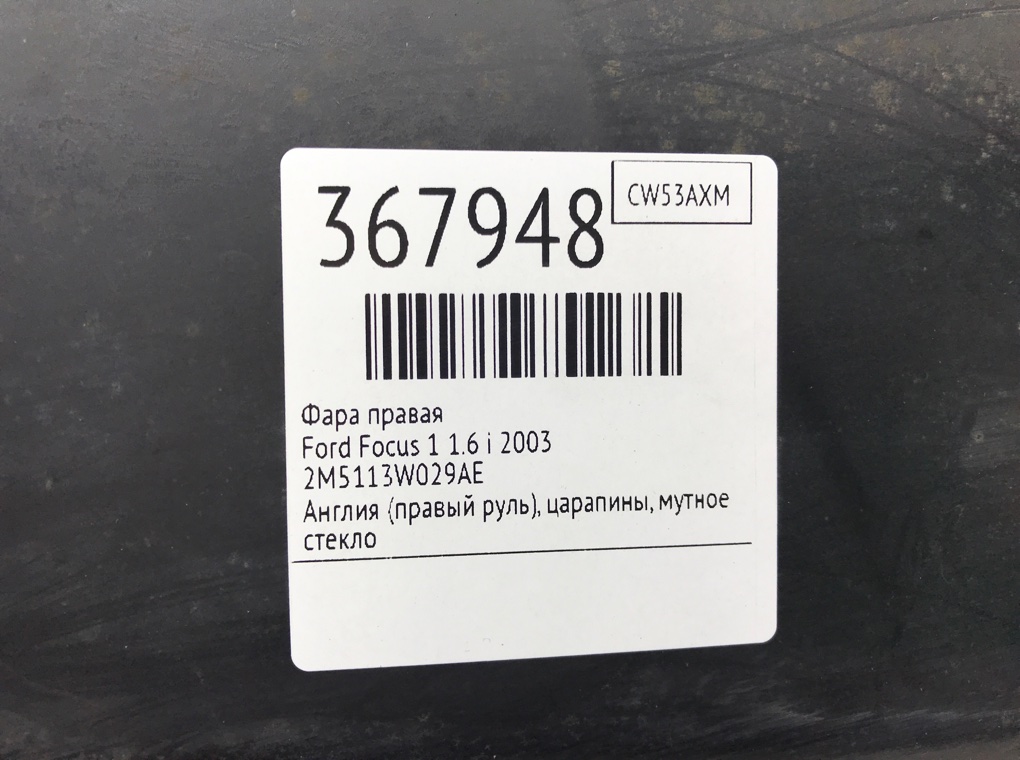 367948
CW53AXM
Фара правая
Ford Focus 1 1.6 i 2003
2M5113W029AE
Англия (правый руль), царапины, мутное
стекло